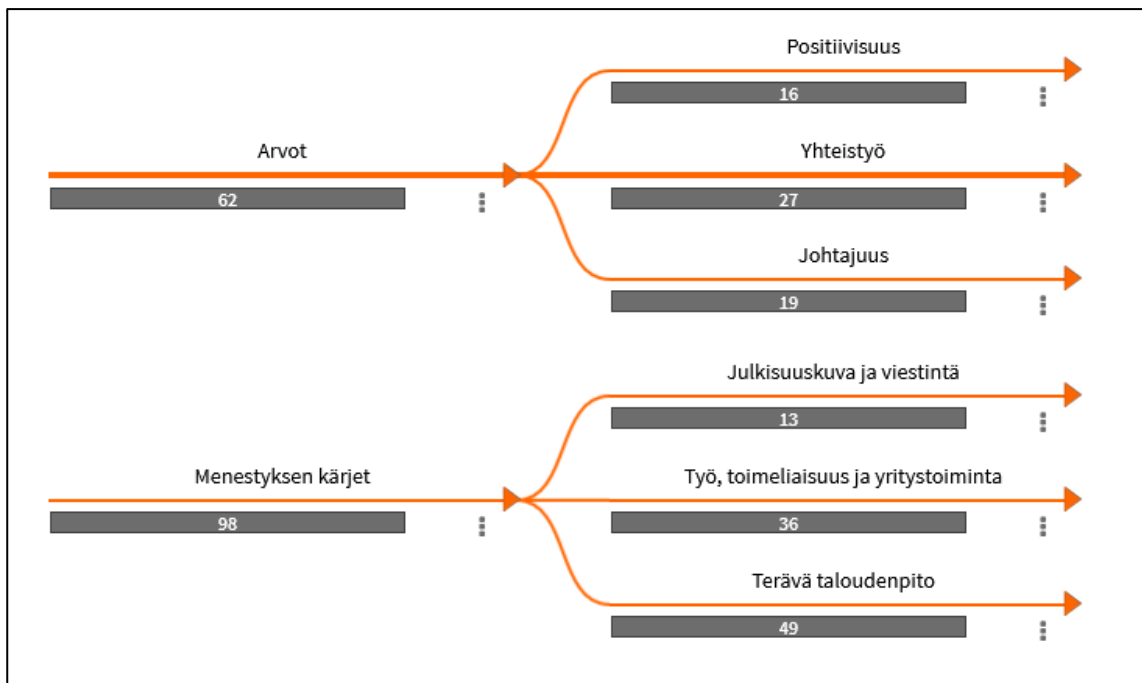 Positiivisuus
16
Arvot
62
Yhteistyö
27
Johtajuus
19
Julkisuuskuva ja viestintä
13
Menestyksen kärjet
98
Työ, toimeliaisuus ja yritystoiminta
36
Terävä taloudenpito
49